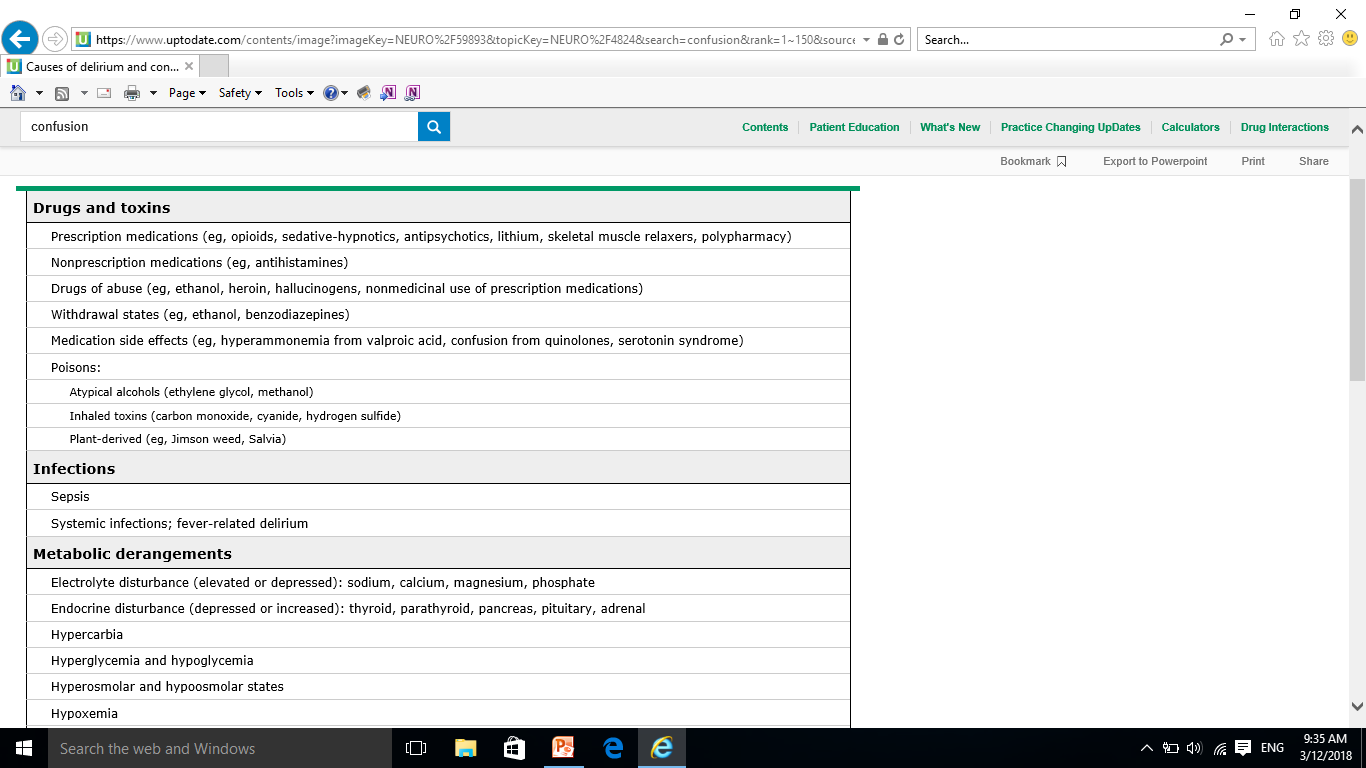 https://www.uptodate.com/contents/image?imageKey=NEURO%2F59893&topicKey=NEURO%2F4824&search=confusion&rank=1~150&source
Search...
Causes of delirium and con...
Page Safety Tools
confusion
Contents Patient Education What's New Practice Changing UpDates Calculators Drug Interactions
Bookmark Export to Powerpoint Print Share
Drugs and toxins
Prescription medications (eg, opioids, sedative-hypnotics, antipsychotics, lithium, skeletal muscle relaxers, polypharmacy)
Nonprescription medications (eg, antihistamines)
Drugs of abuse (eg, ethanol, heroin, hallucinogens, nonmedicinal use of prescription medications)
Withdrawal states (eg, ethanol, benzodiazepines)
Medication side effects (eg, hyperammonemia from valproic acid, confusion from quinolones, serotonin syndrome)
Poisons:
Atypical alcohols (ethylene glycol, methanol)
Inhaled toxins (carbon monoxide, cyanide, hydrogen sulfide)
Plant-derived (eg, Jimson weed, Salvia)
Infections
Sepsis
Systemic infections; fever-related delirium
Metabolic derangements
Electrolyte disturbance (elevated or depressed): sodium, calcium, magnesium, phosphate
Endocrine disturbance (depressed or increased): thyroid, parathyroid, pancreas, pituitary, adrenal
Hypercarbia
Hyperglycemia and hypoglycemia
Hyperosmolar and hypoosmolar states
Hypoxemia
Search the web and Windows
ENG
9:35 AM
3/12/2018